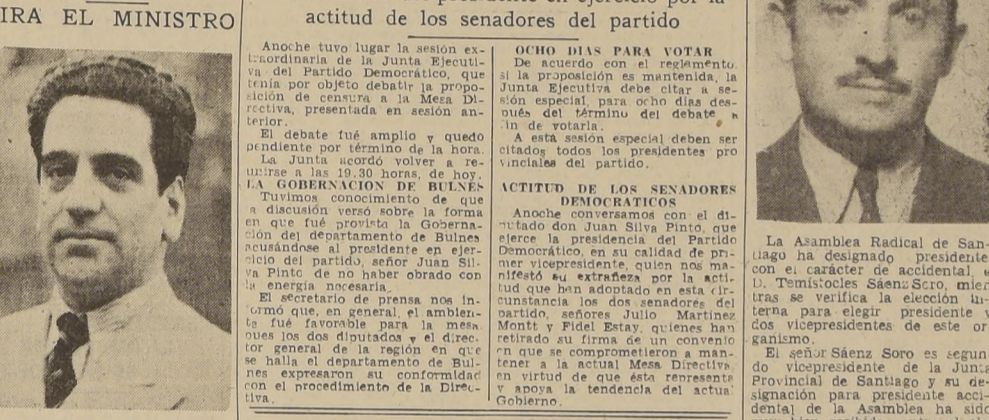 IRA EL MINISTRO
actitud de los senadores del partido
Anoche tuvo lugar la sesión ex-
traordinaria de la Junta Ejecuti-
va del Partido Democrático, que
tenía por objeto debatir la propo-
sición de censura a la Mesa Di-
rectiva, presentada en sesión an-
terior.
El debate fué amplio y quedo
pendiente por término de la hora.
La Junta acordó volver a re-
unirse a las 19.30 horas, de hoy.
LA GOBERNACION DE BULNES
Tuvimos conocimiento de que
a discusión versó sobre la forma
en que fué provista la Goberna-
ción del departamento de Bulnes
acusándose al presidente en ejer-
cicio del partido, señor Juan Sil-
va Pinto de no haber obrado con
la energía necesaria.
El secretario de prensa nos in-
formó que, en general, el ambien-
te fué favorable para la mesa
pues los dos diputados y el direc-
tor general de la región en que
se halla el departamento de Bul-
nes expresaron su conformidad
con el procedimiento de la Direc-
tiva.
OCHO DIAS PARA VOTAR
De acuerdo con el reglamento.
si la proposición es mantenida, la
Junta Ejecutiva debe citar a se-
sión especial, para ocho días des-
pués del término del debate a
fin de votarla.
A esta sesión especial deben ser
citados todos los presidentes pro
vinciales del partido.
ACTITUD DE LOS SENADORES
DEMOCRATICOS
Anoche conversamos con el di-
putado don Juan Silva Pinto, que
ejerce la presidencia del Partido
Democrático, en su calidad de pri-
mer vicepresidente, quien nos ma-
nifestó su extrañeza por la acti-
tud que han adoptado en esta cir-
cunstancia los dos senadores del
partido, señores Julio Martínez
Montt y Fidel Estay, quienes han
retirado su firma de un convenio
en que se comprometieron a man-
tener a la actual Mesa Directiva
en virtud de que ésta representa
y apoya la tendencia del actual
Gobierno.
La Asamblea Radical de San-
tiago ha designado presidente
con el carácter de accidental, a
D. Temístocles Sáenz Soro, mien
tras se verifica la elección in-
terna para elegir presidente y
dos vicepresidentes de este or
ganismo.
El señor Sáenz Soro es segun
do vicepresidente de la Junta
Provincial de Santiago y su de-
signación para presidente acci-
dental de la Asamblea ha sido